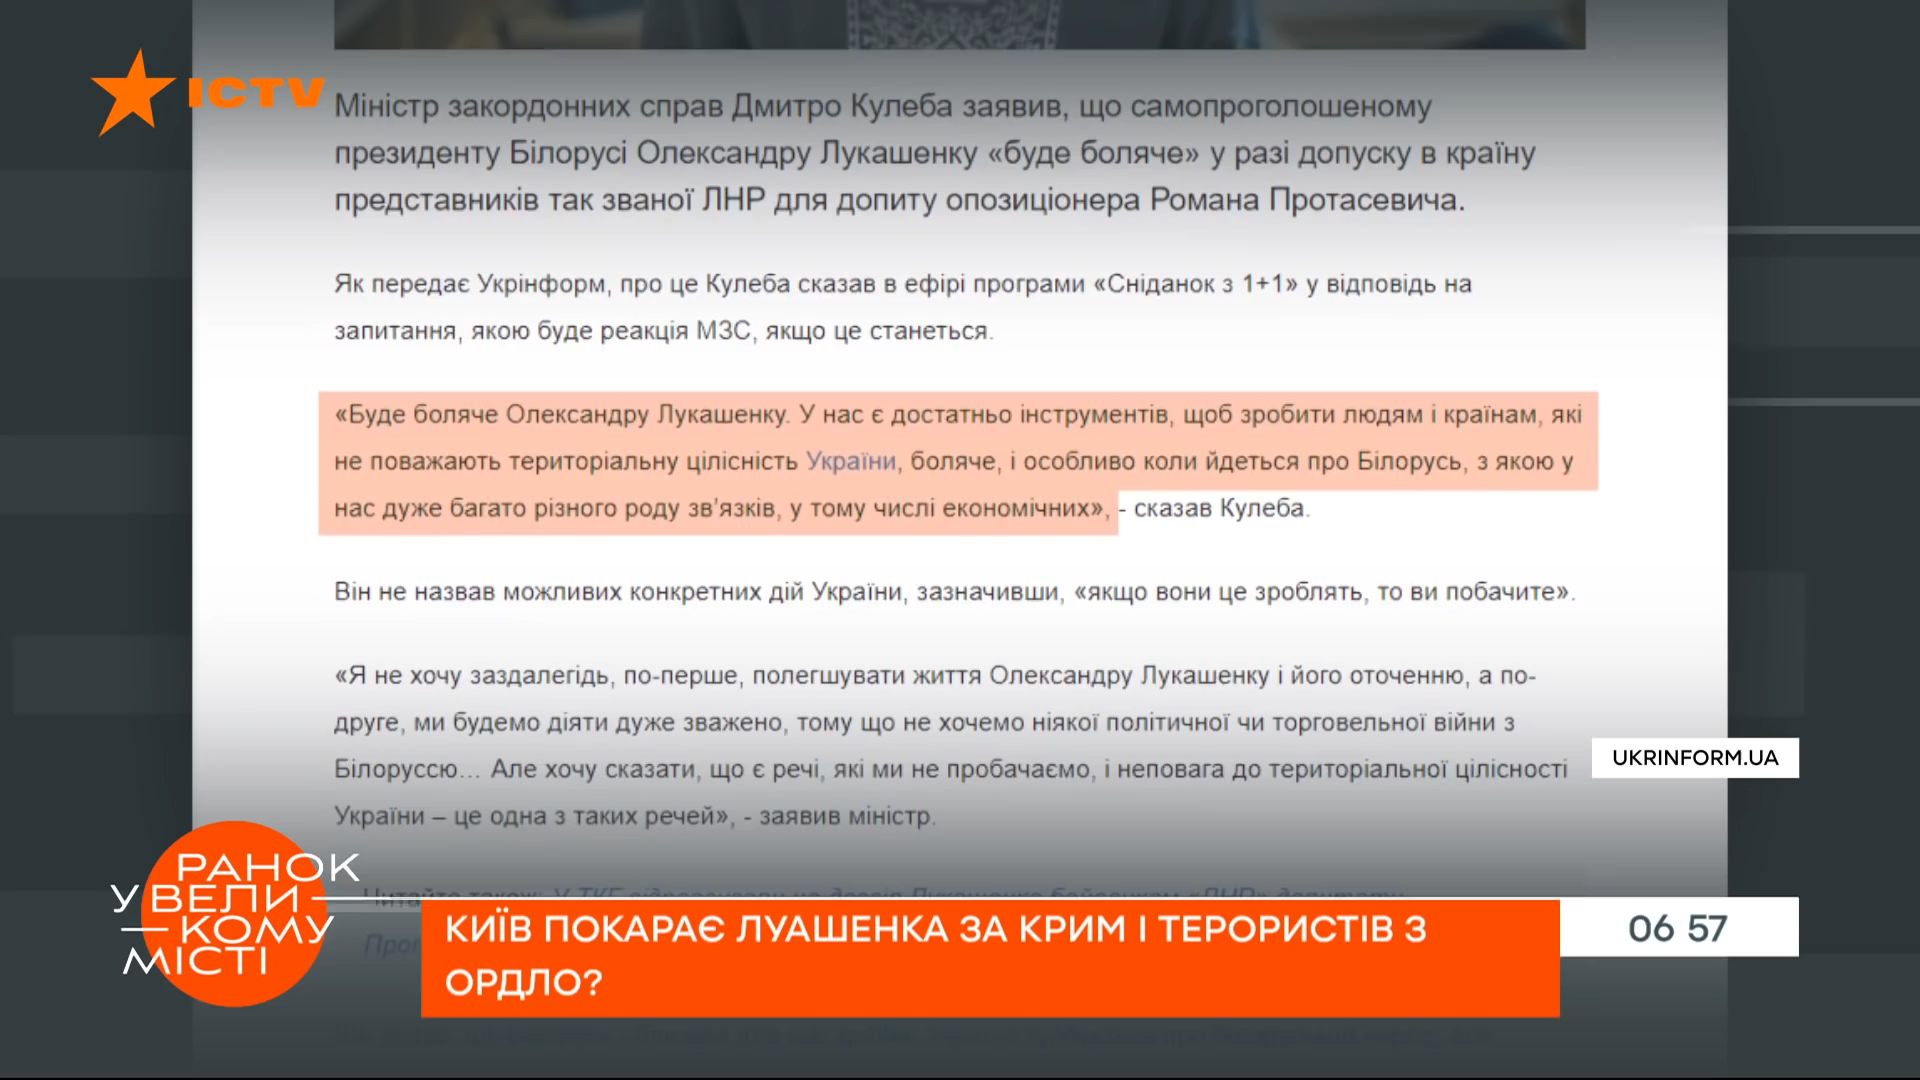 ICTV
Міністр закордонних справ Дмитро Кулеба заявив, що самопроголошеному
президенту Білорусі Олександру Лукашенку «буде боляче» у разі допуску в країну
представників так званої ЛНР для допиту опозиціонера Романа Протасевича.
Як передає Укрінформ, про це Кулеба сказав в ефірі програми «Сніданок з 1+1» у відповідь на
запитання, якою буде реакція МЗС, якщо це станеться.
«Буде боляче Олександру Лукашенку. У нас є достатньо інструментів, щоб зробити людям і країнам, які
не поважають територіальну цілісність України, боляче, і особливо коли йдеться про Білорусь, з якою у
нас дуже багато різного роду зв'язків, у тому числі економічних», - сказав Кулеба.
Він не назвав можливих конкретних дій України, зазначивши, «якщо вони це зроблять, то ви побачите».
«Я не хочу заздалегідь, по-перше, полегшувати життя Олександру Лукашенку і його оточенню, а по-
друге, ми будемо діяти дуже зважено, тому що не хочемо ніякої політичної чи торговельної війни з
Білоруссю... Але хочу сказати, що є речі, які ми не пробачаємо, і неповага до територіальної цілісності
України – це одна з таких речей», - заявив міністр.
UKRINFORM.UA
РАНОК
У ВЕЛИ
КОМУ
МІСТІ
КИЇВ ПОКАРАЄ ЛУАШЕНКА ЗА КРИМ І ТЕРОРИСТІВ З
ОРДЛО?
06 57